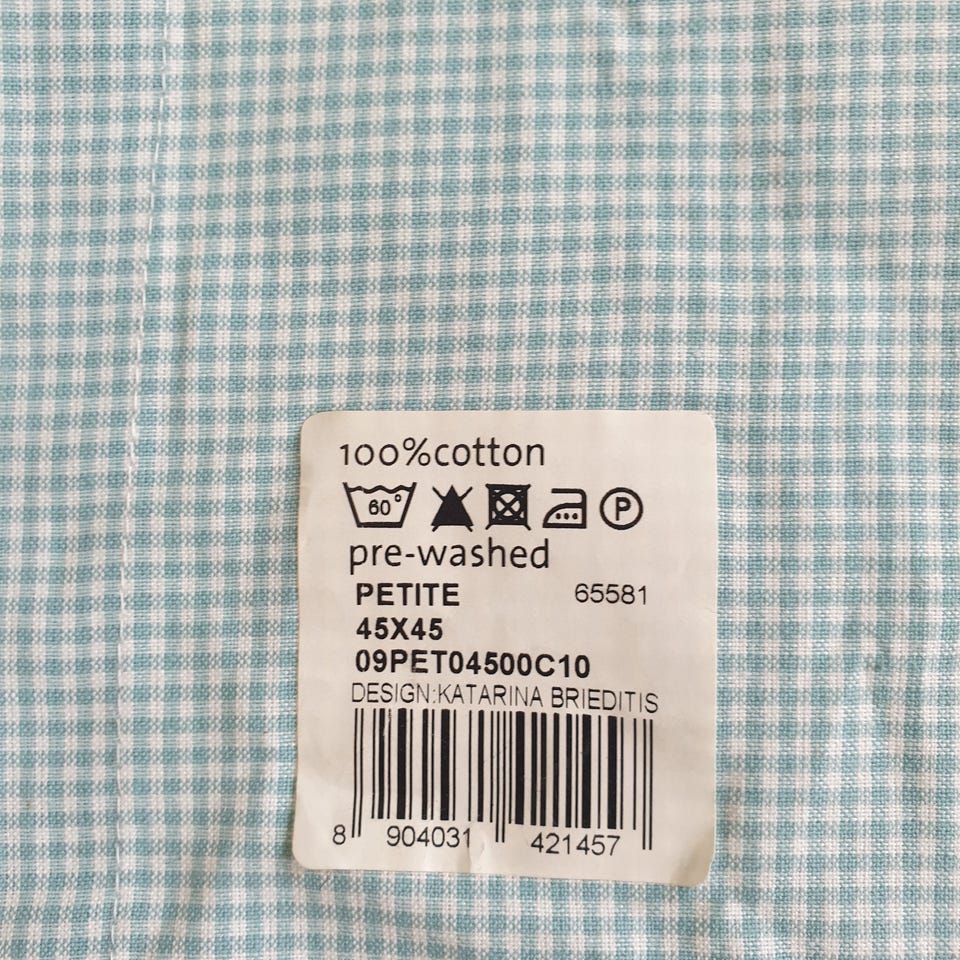 100%cotton
60°
P
pre-washed
PETITE 65581
45X45
09PET04500C10
DESIGN:KATARINA BRIEDITIS
8 904031 421457